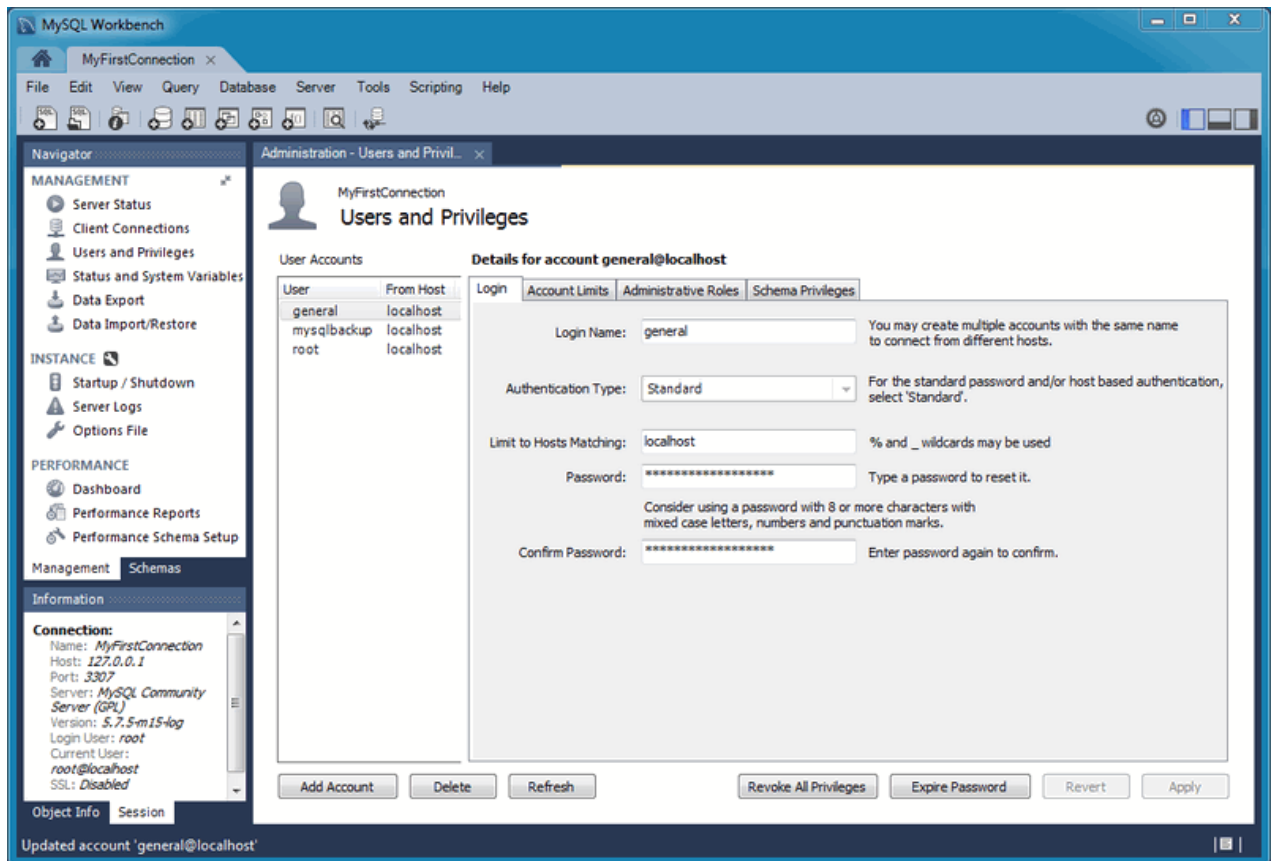 MySQL Workbench
MyFirstConnection
File Edit View Query Database Server Tools Scripting Help
Navigator
MANAGEMENT
Server Status
Client Connections
Users and Privileges
Status and System Variables
Data Export
Data Import/Restore
INSTANCE
Startup / Shutdown
Server Logs
Options File
PERFORMANCE
Dashboard
Performance Reports
Performance Schema Setup
Management Schemas
Information
Connection:
Name: MyFirstConnection
Host: 127.0.0.1
Port: 3307
Server: MySQL Community
Server (GPL)
Version: 5.7.5-m15-log
Login User: root
Current User:
root@localhost
SSL: Disabled
Object Info Session
Administration - Users and Privil...
MyFirstConnection
Users and Privileges
User Accounts
User From Host
general localhost
mysqlbackup localhost
root localhost
Details for account general@localhost
Login Account Limits Administrative Roles Schema Privileges
Login Name: general You may create multiple accounts with the same name
to connect from different hosts.
Authentication Type: Standard For the standard password and/or host based authentication,
select 'Standard'.
Limit to Hosts Matching: localhost % and _ wildcards may be used
Password: ****************** Type a password to reset it.
Consider using a password with 8 or more characters with
mixed case letters, numbers and punctuation marks.
Confirm Password: ****************** Enter password again to confirm.
Add Account Delete Refresh Revoke All Privileges Expire Password Revert Apply
Updated account 'general@localhost'